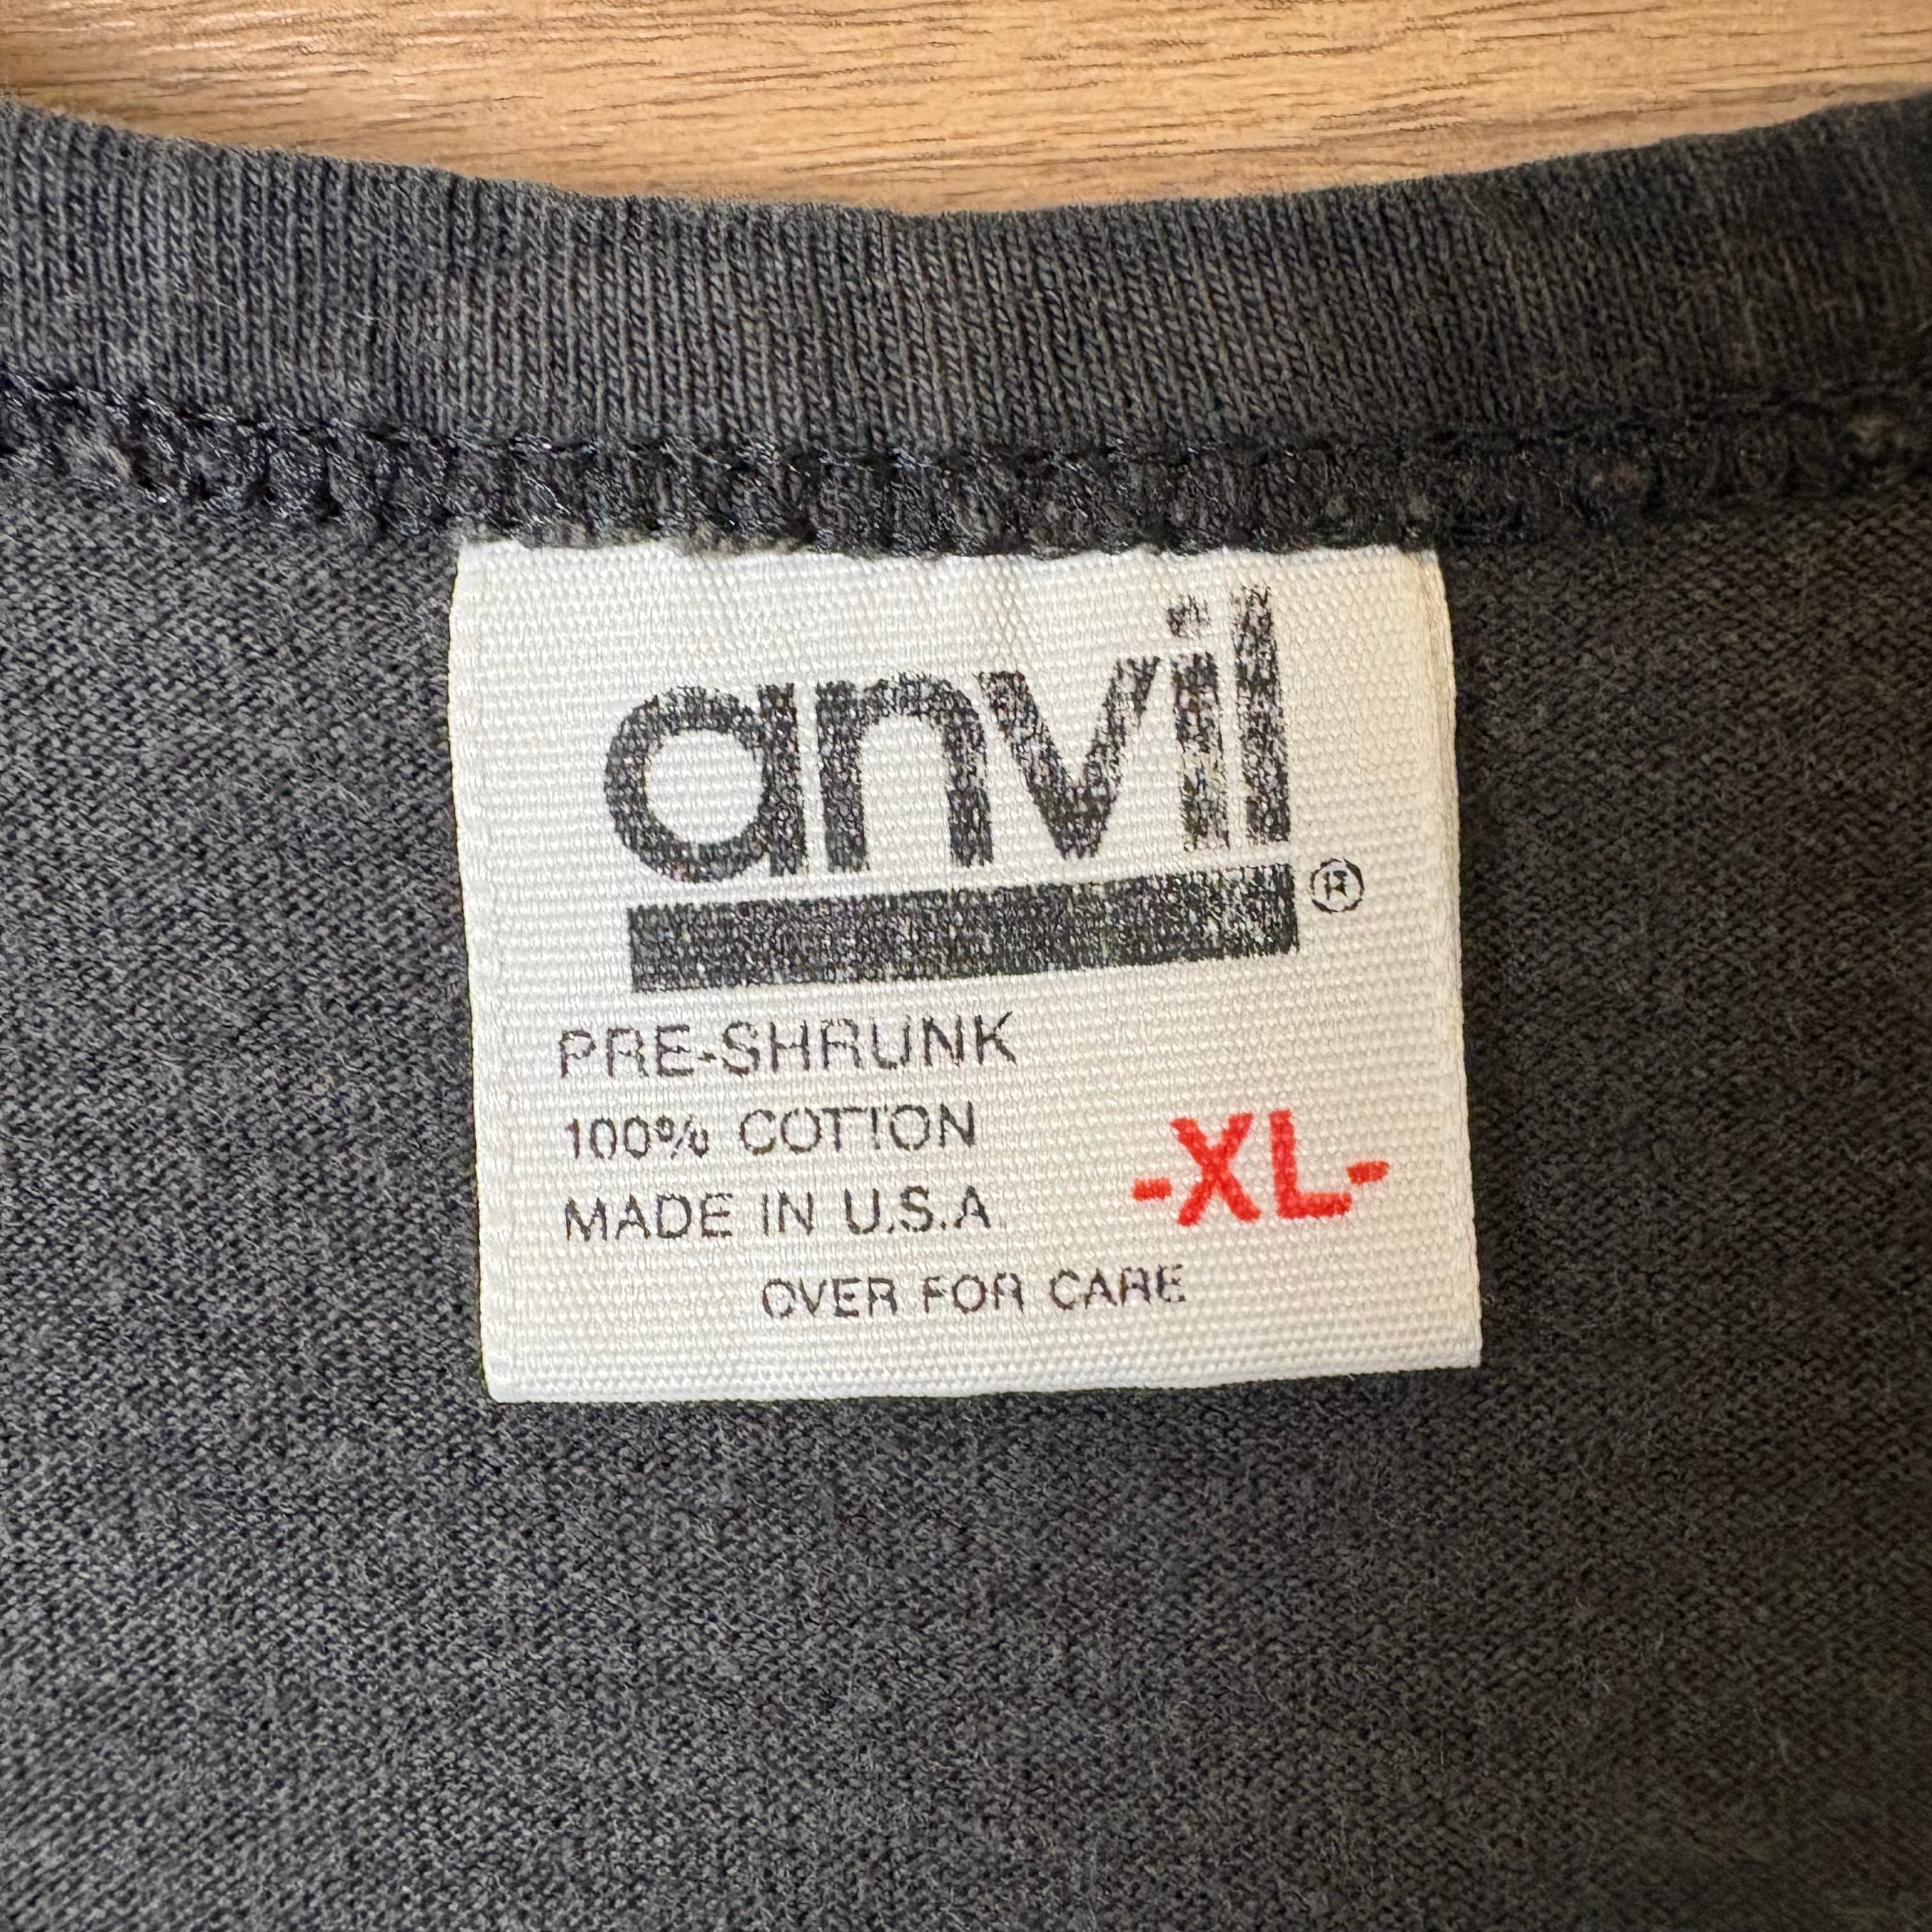 anvil®
PRE-SHRUNK
100% COTTON
MADE IN U.S.A.
-XL-
OVER FOR CARE